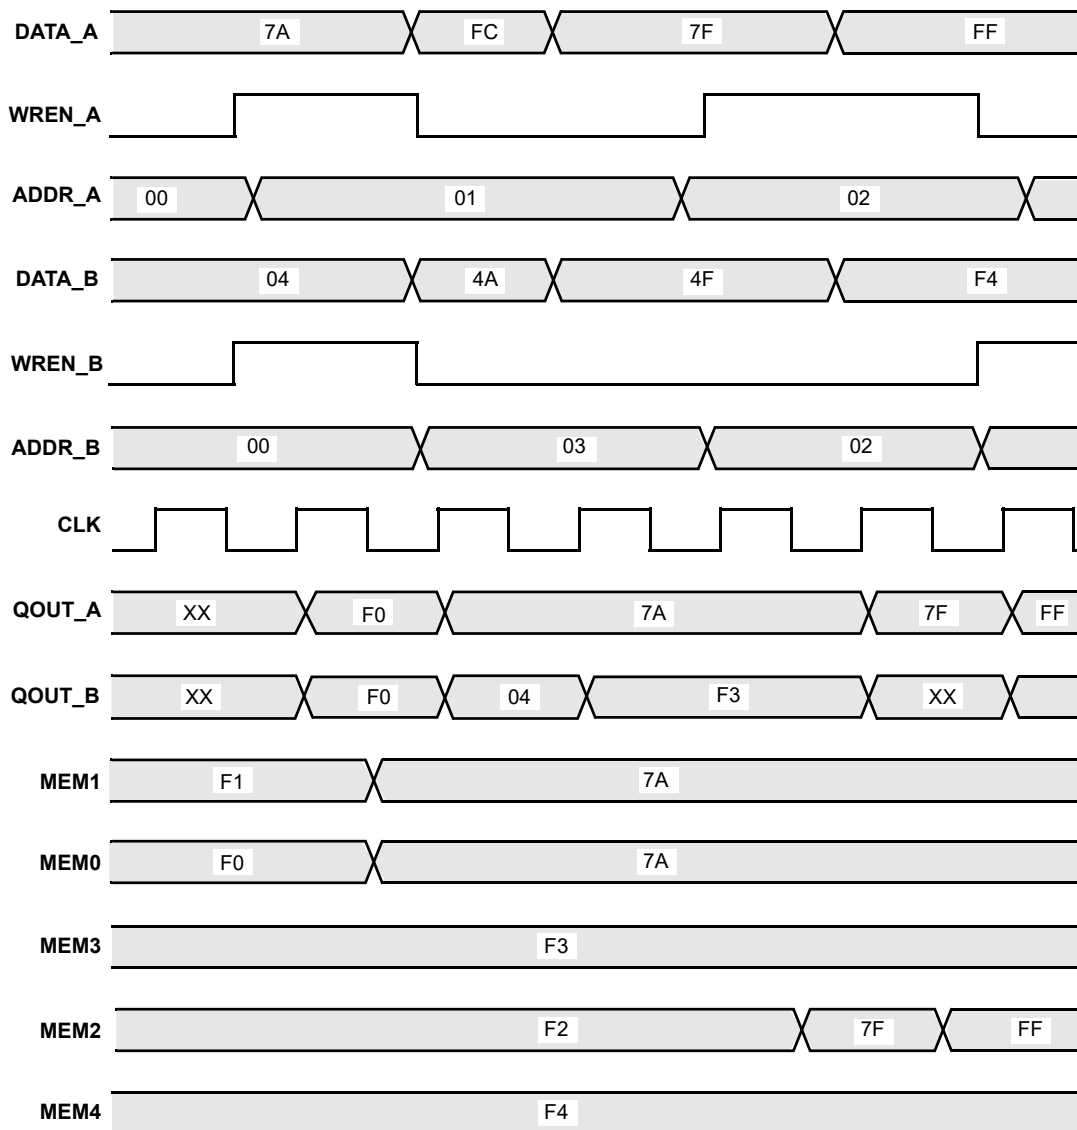 DATA_A 7A FC 7F FF
WREN_A
ADDR_A 00 01 02
DATA_B 04 4A 4F F4
WREN_B
ADDR_B 00 03 02
CLK
QOUT_A XX F0 7A 7F FF
QOUT_B XX F0 04 F3 XX
MEM1 F1 7A
MEM0 F0 7A
MEM3 F3
MEM2 F2 7F FF
MEM4 F4